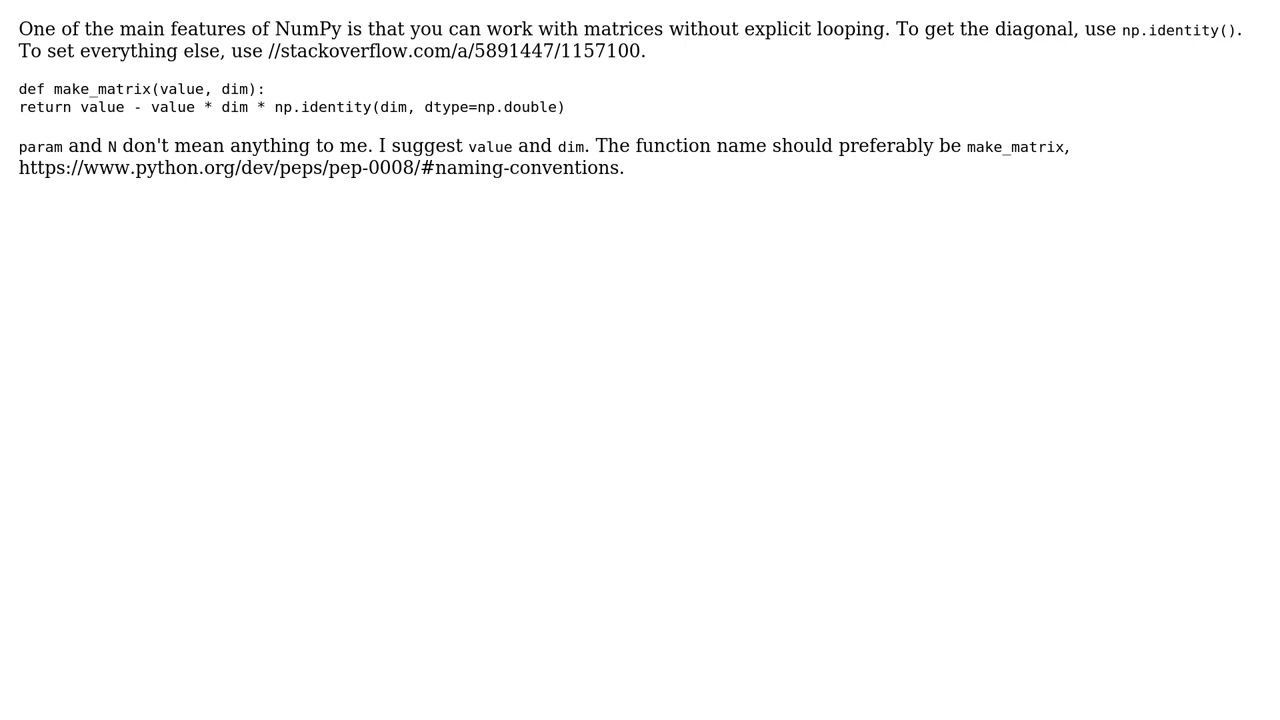 One of the main features of NumPy is that you can work with matrices without explicit looping. To get the diagonal, use np.identity().
To set everything else, use //stackoverflow.com/a/5891447/1157100.
def make_matrix(value, dim):
return value - value * dim * np.identity(dim, dtype=np.double)
param and N don't mean anything to me. I suggest value and dim. The function name should preferably be make_matrix,
https://www.python.org/dev/peps/pep-0008/#naming-conventions.